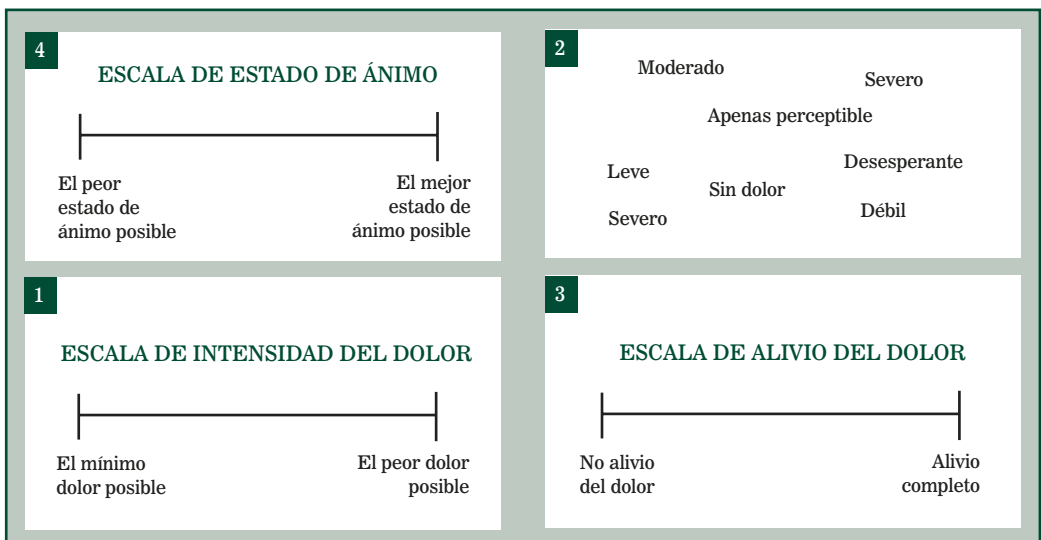 4
ESCALA DE ESTADO DE ÁNIMO
El peor
estado de
ánimo posible
El mejor
estado de
ánimo posible
2
Moderado
Severo
Apenas perceptible
Desesperante
Leve
Sin dolor
Débil
Severo
1
ESCALA DE INTENSIDAD DEL DOLOR
El mínimo
dolor posible
El peor dolor
posible
3
ESCALA DE ALIVIO DEL DOLOR
No alivio
del dolor
Alivio
completo